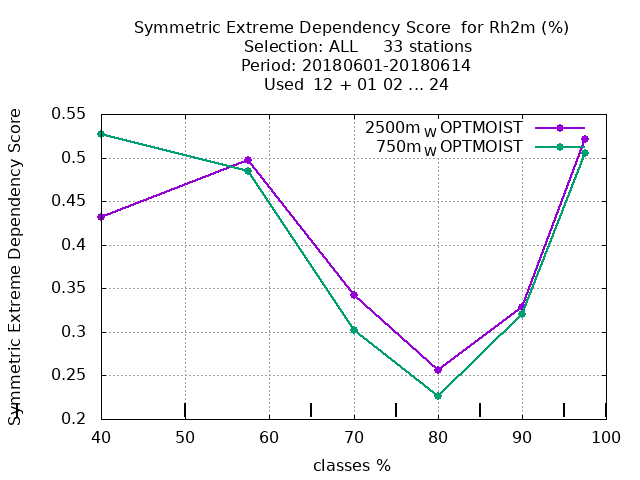 Symmetric Extreme Dependency Score for Rh2m (%)
Selection: ALL 33 stations
Period: 20180601-20180614
Used 12 + 01 02 ... 24
Symmetric Extreme Dependency Score
0.55
0.5
0.45
0.4
0.35
0.3
0.25
0.2
2500m W OPTMOIST
750m W OPTMOIST
40 50 60 70 80 90 100
classes %